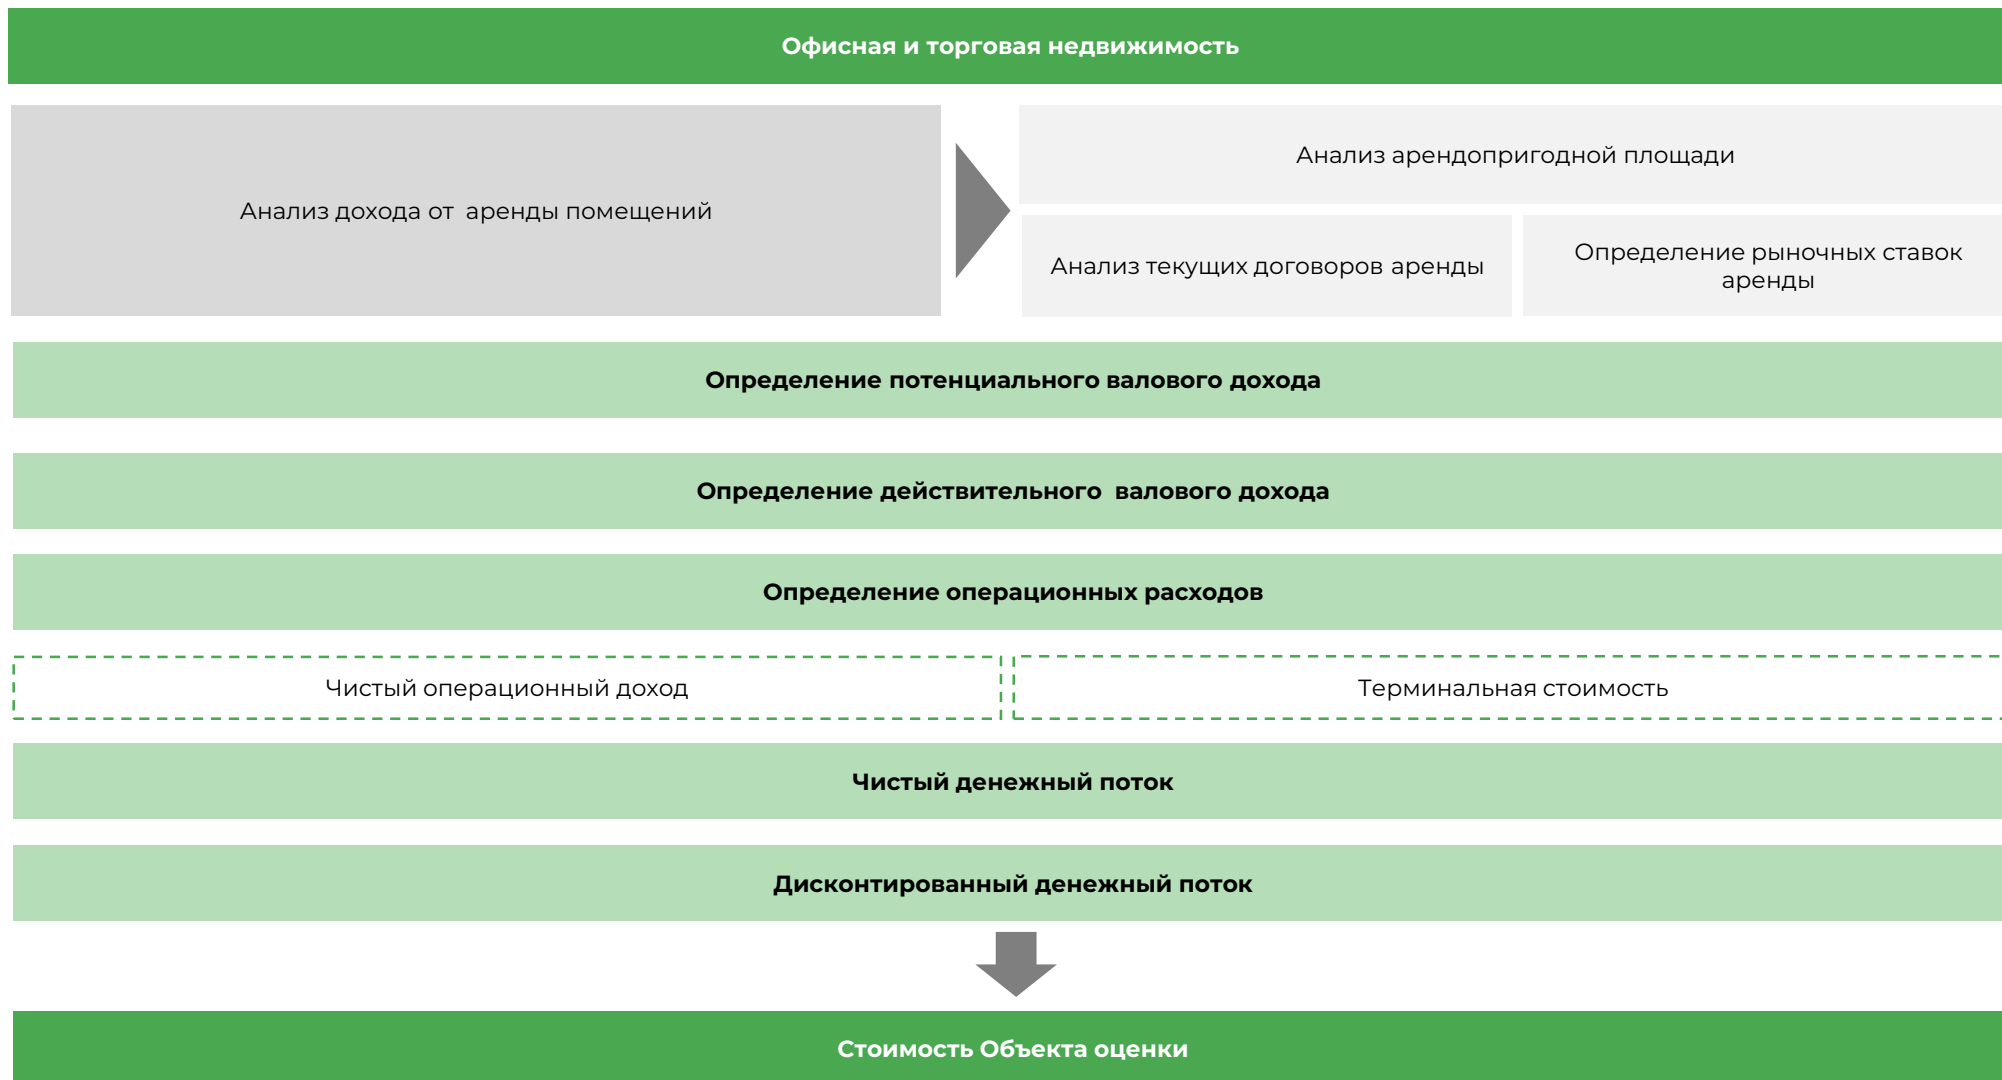 Офисная и торговая недвижимость
Анализ дохода от  аренды помещений
Анализ арендопригодной площади
Анализ текущих договоров аренды
Определение рыночных ставок
аренды
Определение потенциального валового дохода
Определение действительного  валового дохода
Определение операционных расходов
Чистый операционный доход
Терминальная стоимость
Чистый денежный поток
Дисконтированный денежный поток
Стоимость Объекта оценки